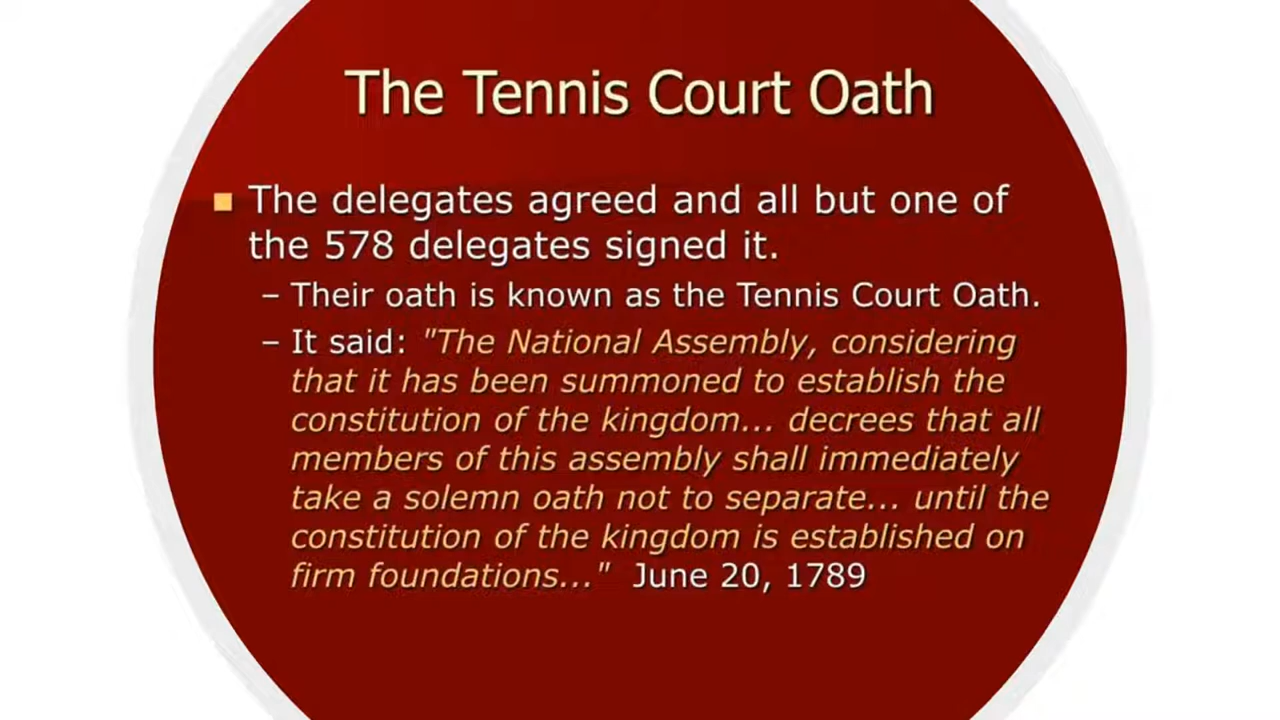 The Tennis Court Oath
The delegates agreed and all but one of
the 578 delegates signed it.
– Their oath is known as the Tennis Court Oath.
– It said: "The National Assembly, considering
that it has been summoned to establish the
constitution of the kingdom... decrees that all
members of this assembly shall immediately
take a solemn oath not to separate... until the
constitution of the kingdom is established on
firm foundations..." June 20, 1789